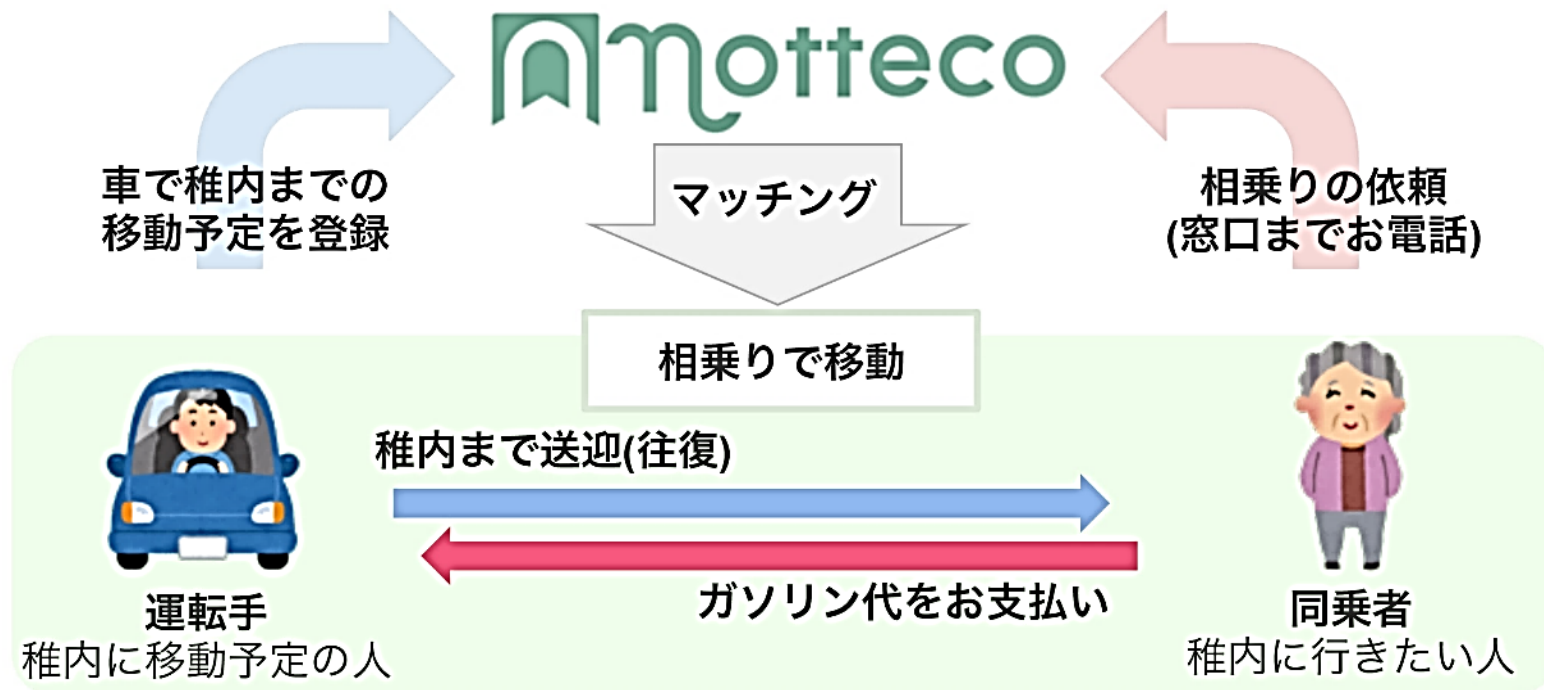 notteco
車で稚内までの
移動予定を登録
マッチング
相乗りの依頼
(窓口までお電話)
相乗りで移動
稚内まで送迎(往復)
ガソリン代をお支払い
運転手
稚内に移動予定の人
同乗者
稚内に行きたい人